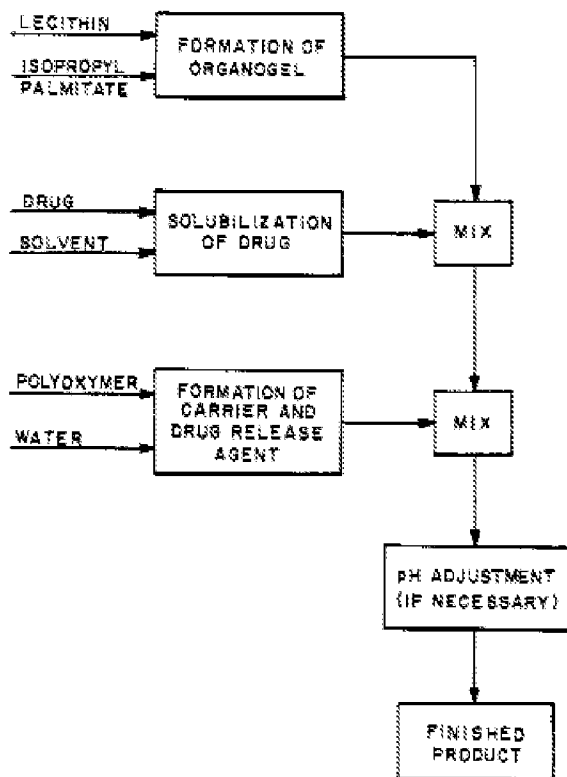 LECITHIN
ISOPROPYL
PALMITATE
FORMATION OF
ORGANOGEL
DRUG
SOLVENT
SOLUBILIZATION
OF DRUG
MIX
POLYOXYMER
WATER
FORMATION OF
CARRIER AND
DRUG RELEASE
AGENT
MIX
pH ADJUSTMENT
(IF NECESSARY)
FINISHED
PRODUCT